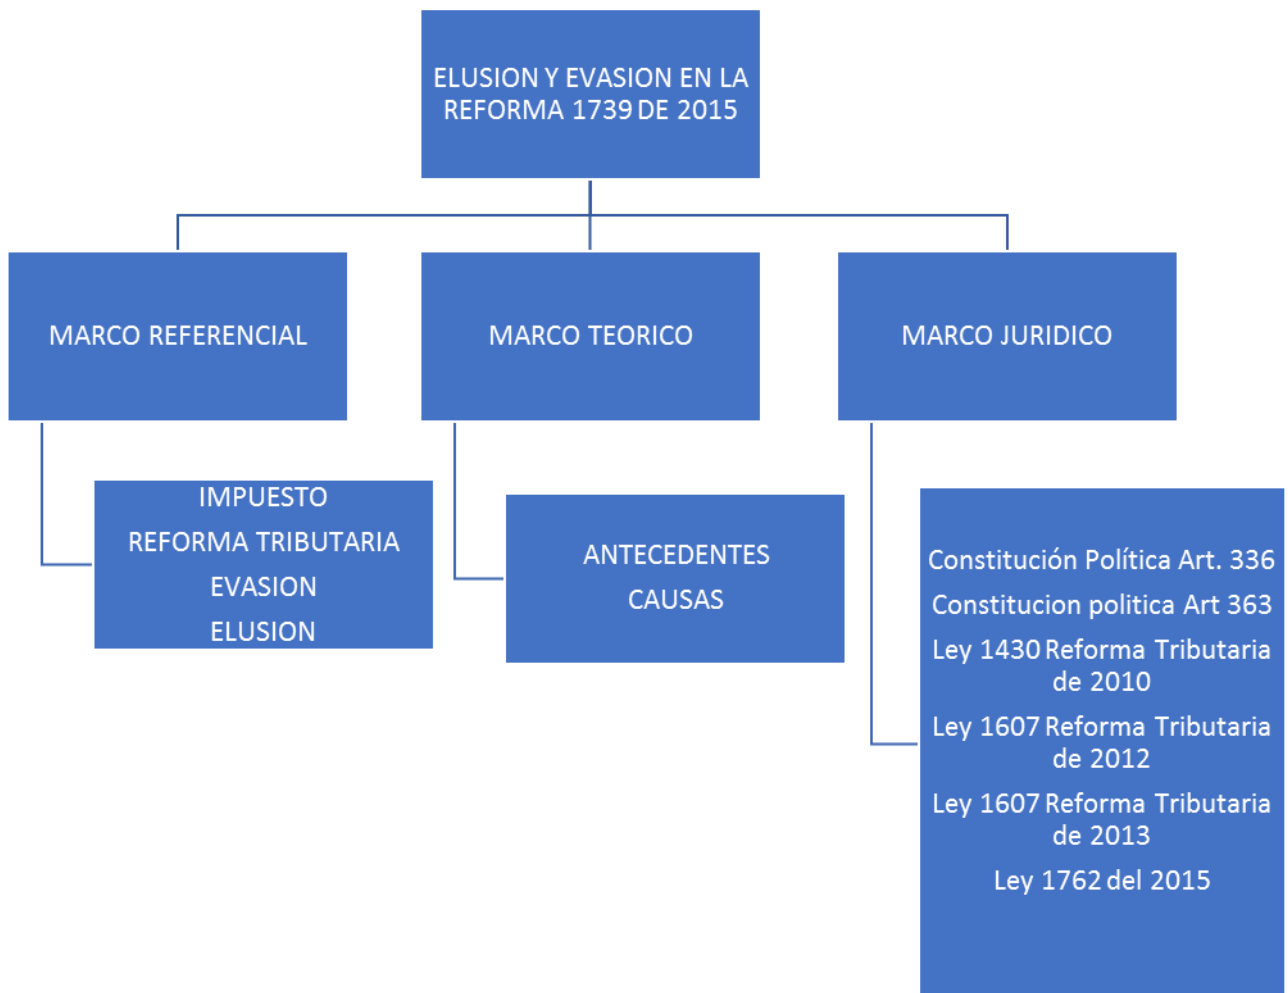 ELUSION Y EVASION EN LA
REFORMA 1739 DE 2015
MARCO REFERENCIAL
MARCO TEORICO
MARCO JURIDICO
IMPUESTO
REFORMA TRIBUTARIA
EVASION
ELUSION
ANTECEDENTES
CAUSAS
Constitución Política Art. 336
Constitucion politica Art 363
Ley 1430 Reforma Tributaria
de 2010
Ley 1607 Reforma Tributaria
de 2012
Ley 1607 Reforma Tributaria
de 2013
Ley 1762 del 2015